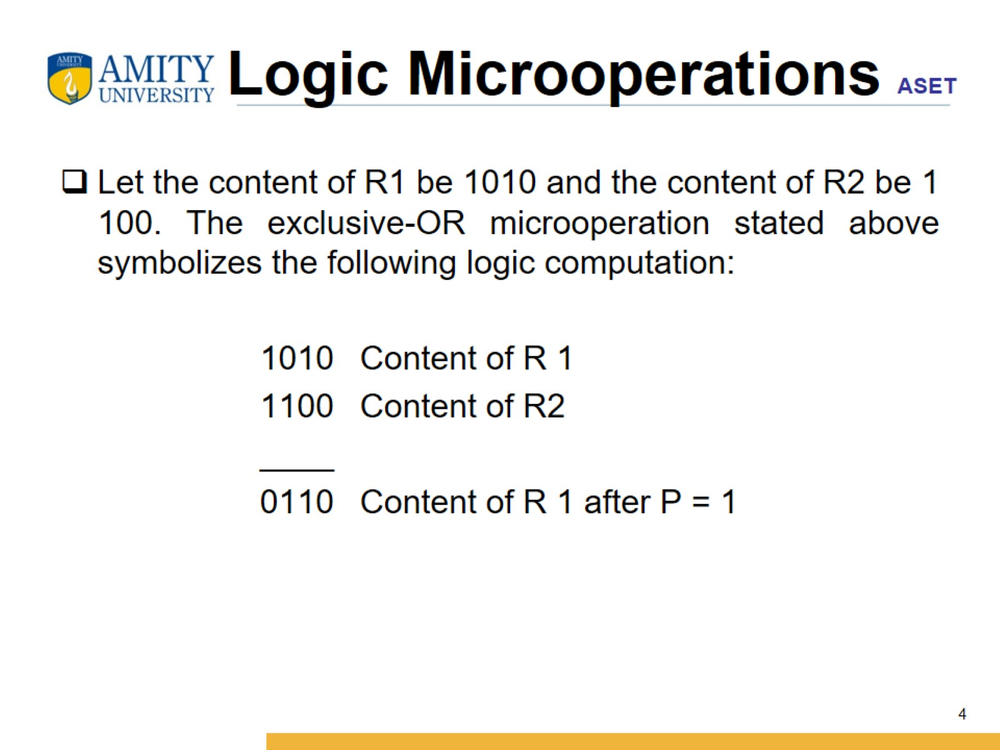 AMITY
UNIVERSITY
AMITY
UNIVERSITY
Logic Microoperations
ASET
Let the content of R1 be 1010 and the content of R2 be 1
100. The exclusive-OR microoperation stated above
symbolizes the following logic computation:
1010 Content of R 1
1100 Content of R2
0110 Content of R 1 after P = 1
4